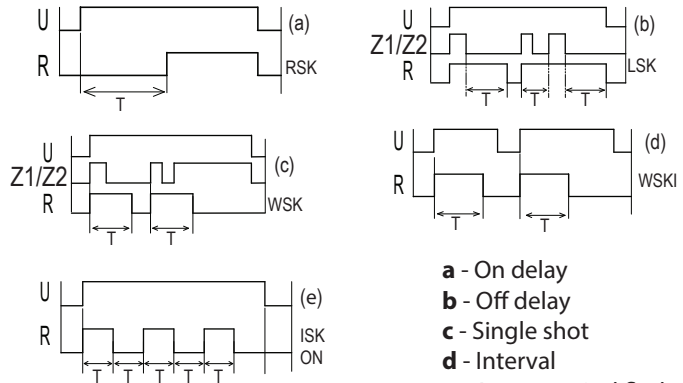 U
R
(a)
RSK
T
U
Z1/Z2
R
(b)
LSK
T T T
U
Z1/Z2
R
(c)
WSK
T T
U
R
(d)
WSKI
T T
U
R
(e)
ISK
ON
T T T T T
a - On delay
b - Off delay
c - Single shot
d - Interval